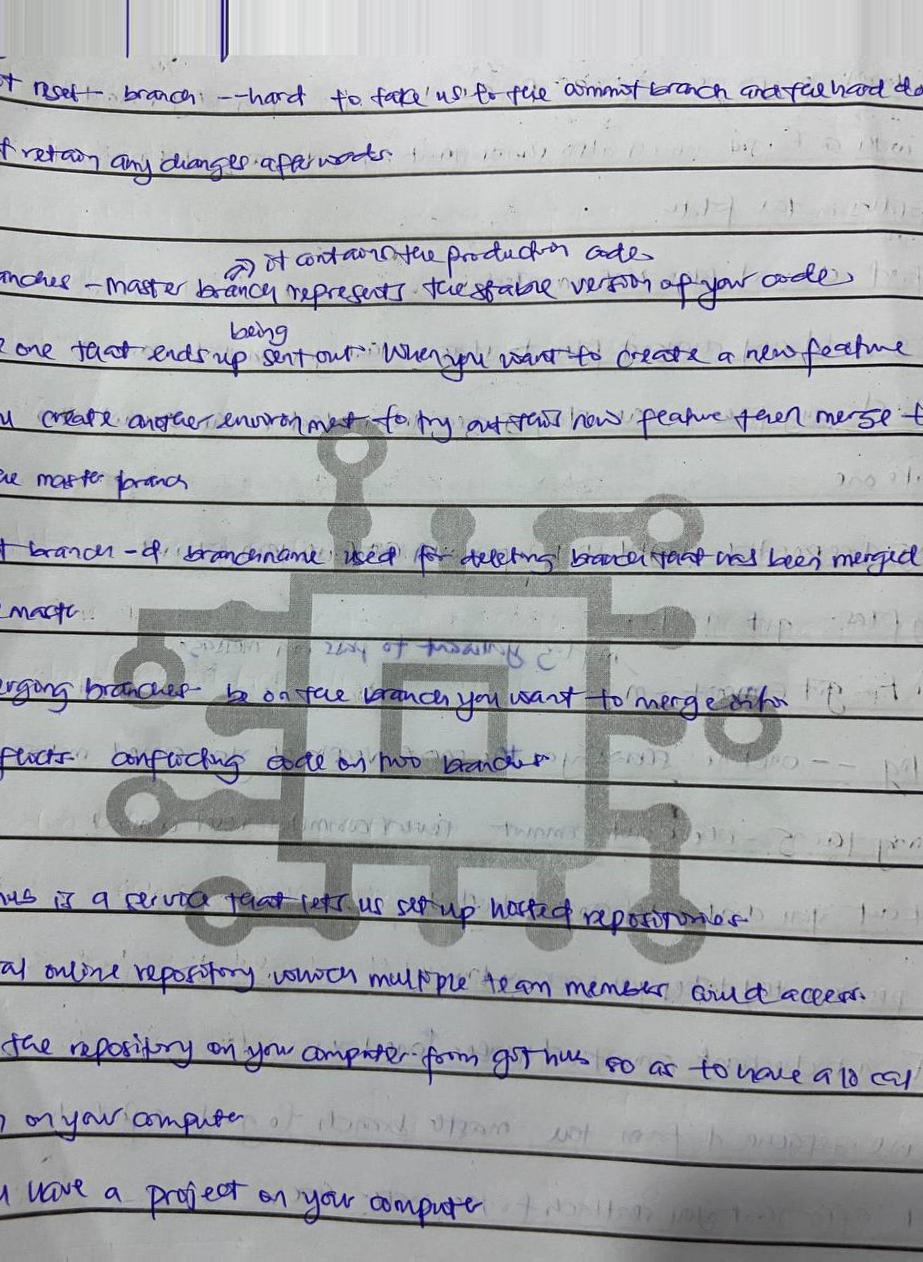 reset branch --hard to take us to the commit branch and the hard do
retain any changes afterwards.
it contains the production code
anches - master branch represents the stable version of your code
being
one that ends up sent out. When you want to create a new feature
u create another environment to try out this new feature then merge t
he master branch
t branch -d branchname used for deleting branch that has been merged
erging branches be on the branch you want to merge
flicts conflicting code on two branches
hub is a service that lets us set up hosted repositories
al online repository which multiple team members could access.
the repository on your computer from git hub so as to have a local
on your computer
u have a project on your computer